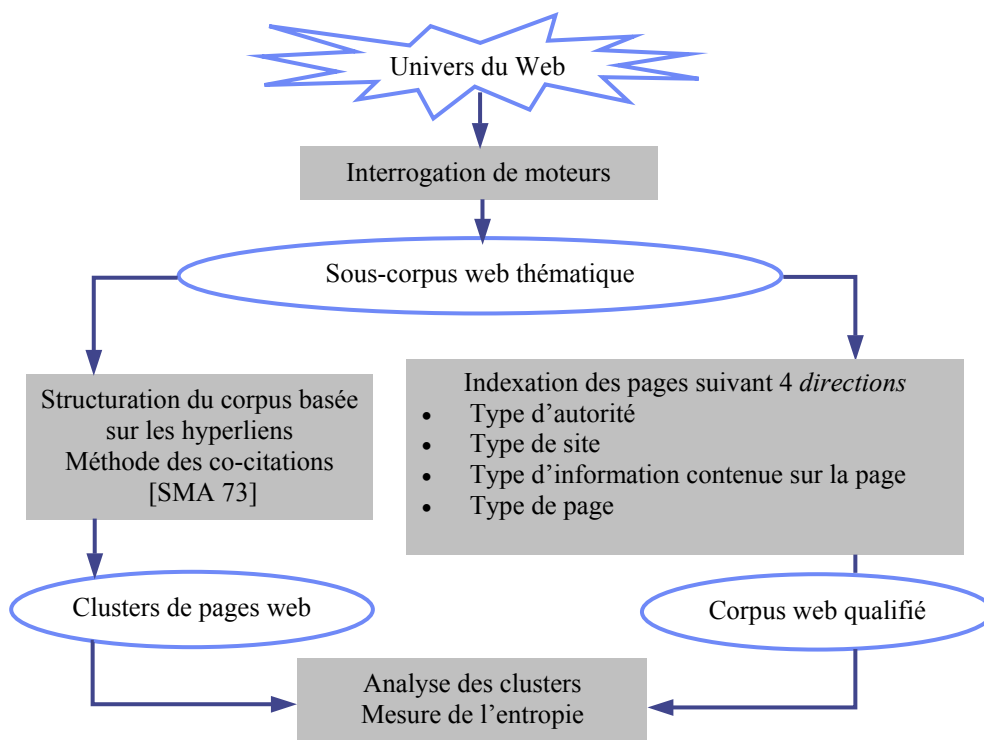 Univers du Web
Interrogation de moteurs
Sous-corpus web thématique
Structuration du corpus basée
sur les hyperliens
Méthode des co-citations
[SMA 73]
Indexation des pages suivant 4 directions
• Type d’autorité
• Type de site
• Type d’information contenue sur la page
• Type de page
Clusters de pages web
Corpus web qualifié
Analyse des clusters
Mesure de l’entropie